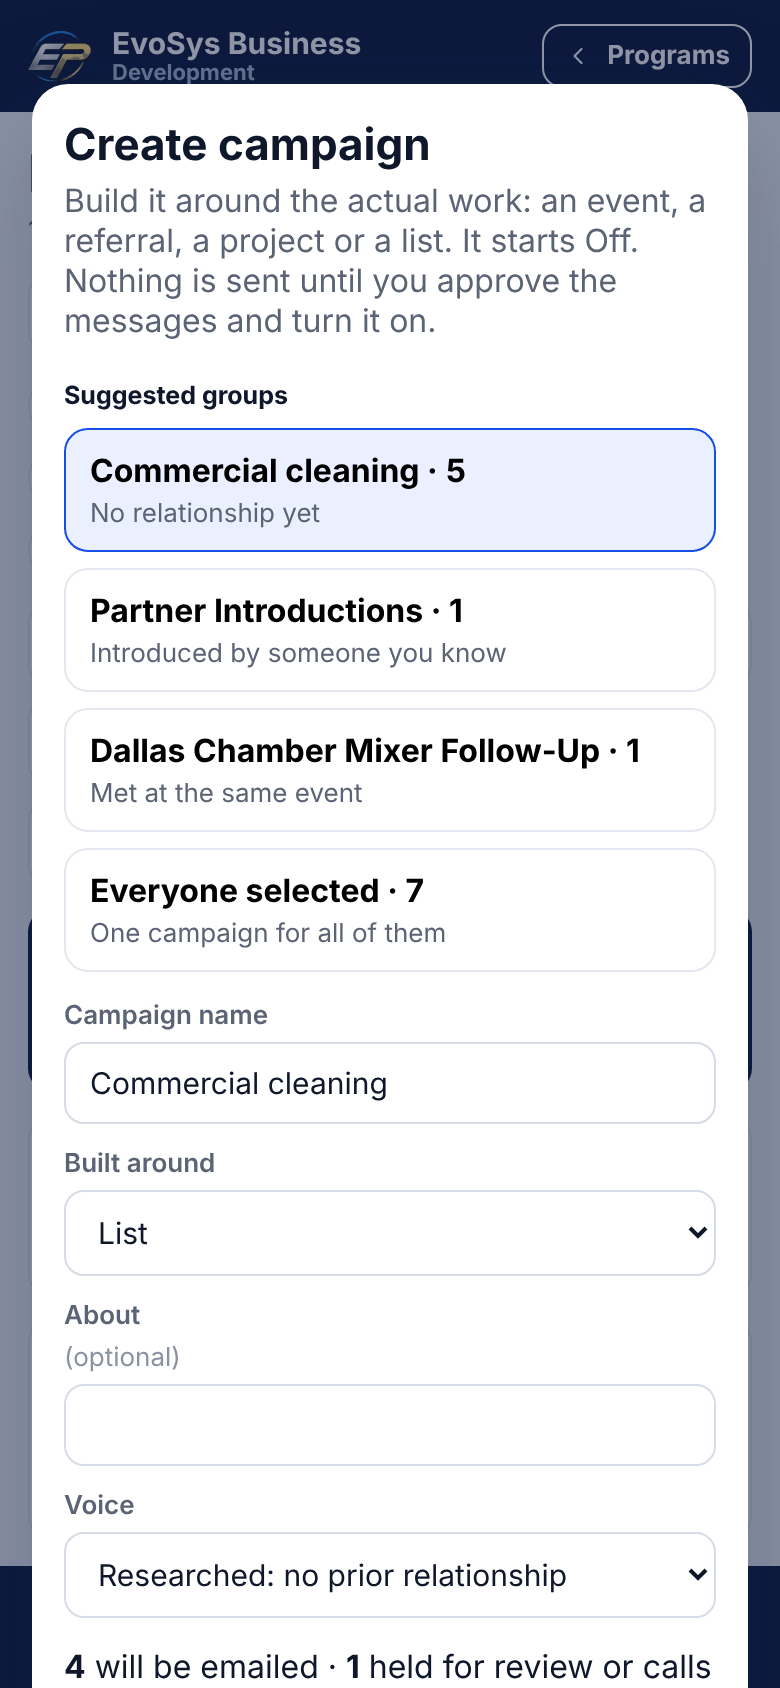 EP
EvoSys Business
Development
Programs
Create campaign
Build it around the actual work: an event, a
referral, a project or a list. It starts Off.
Nothing is sent until you approve the
messages and turn it on.
Suggested groups
Commercial cleaning · 5
No relationship yet
Partner Introductions · 1
Introduced by someone you know
Dallas Chamber Mixer Follow-Up · 1
Met at the same event
Everyone selected · 7
One campaign for all of them
Campaign name
Commercial cleaning
Built around
List
About
(optional)
Voice
Researched: no prior relationship
4 will be emailed · 1 held for review or calls